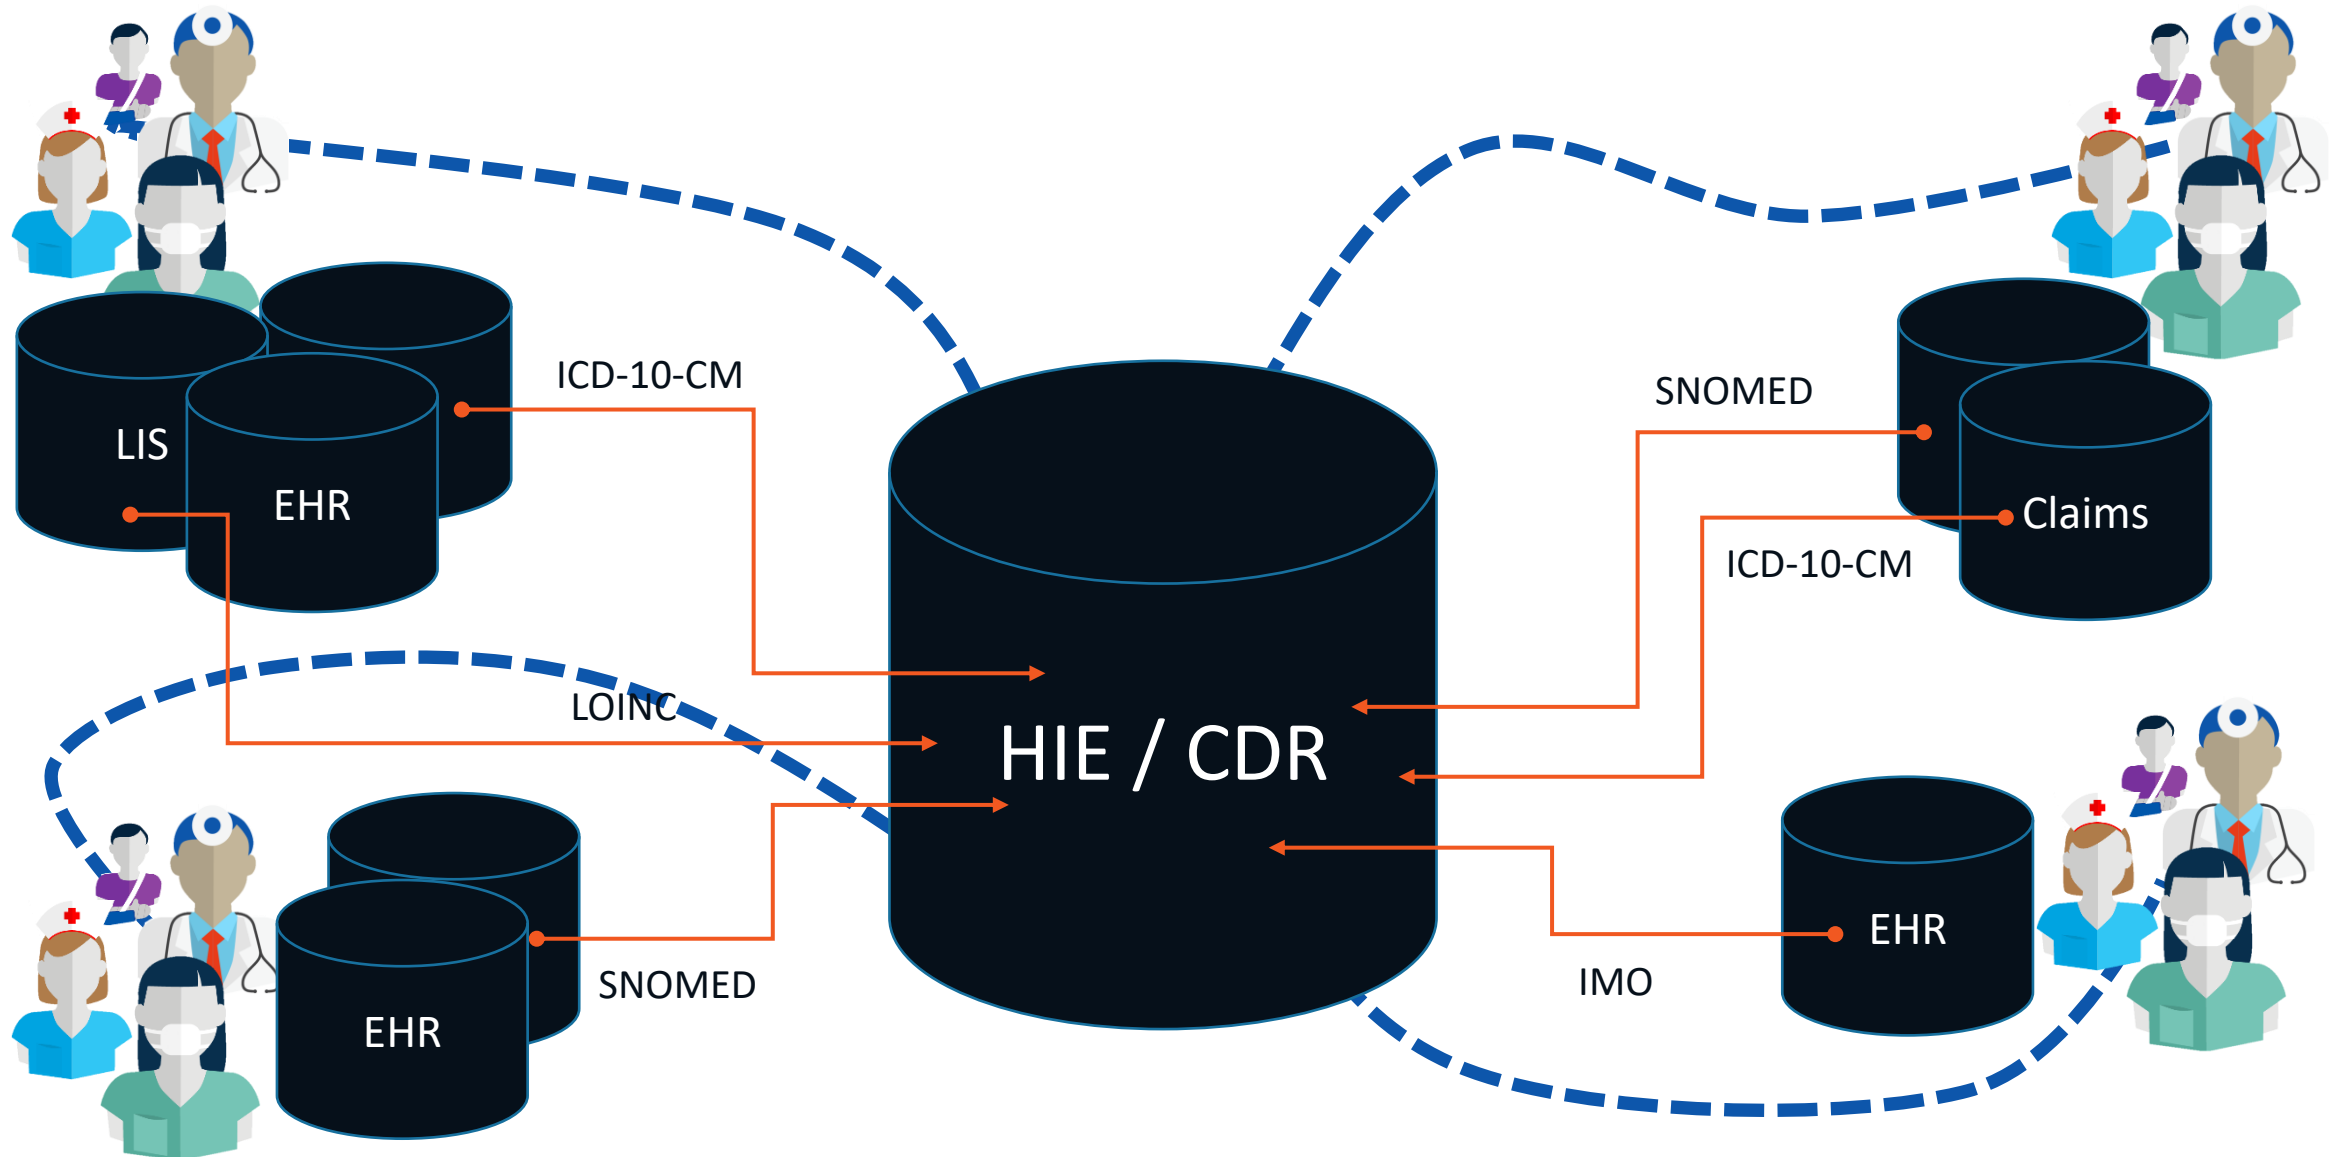 ICD-10-CM
LIS
EHR
LOINC
SNOMED
Claims
ICD-10-CM
HIE / CDR
SNOMED
EHR
IMO
EHR